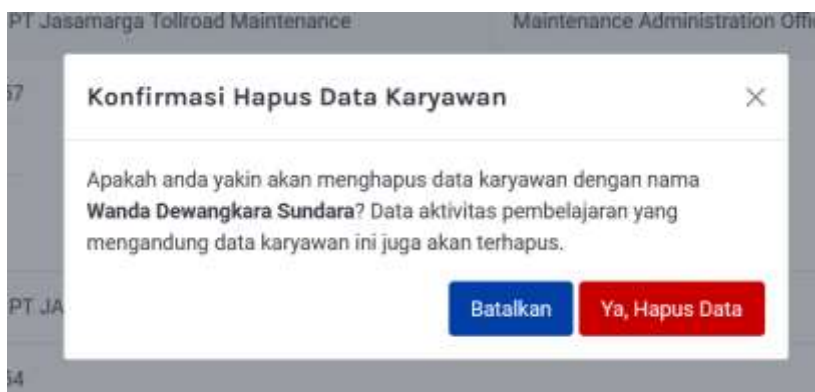 PT Jasamarga Tollroad Maintenance Maintenance Administration
57
Konfirmasi Hapus Data Karyawan
Apakah anda yakin akan menghapus data karyawan dengan nama
Wanda Dewangkara Sundara? Data aktivitas pembelajaran yang
mengandung data karyawan ini juga akan terhapus.
PT JA
Batalkan Ya, Hapus Data
64